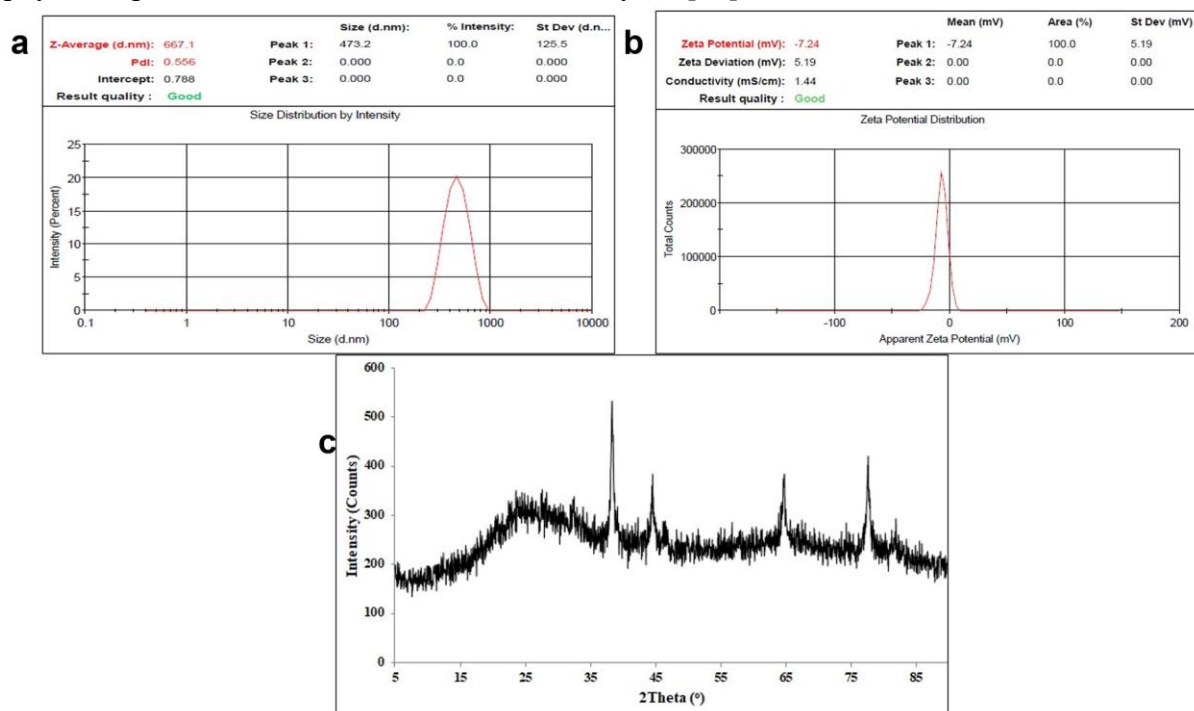 a
Size (d.nm): % Intensity: St Dev (d.n...
Z-Average (d.nm): 667.1 Peak 1: 473.2 100.0 125.5
PdI: 0.556 Peak 2: 0.000 0.0 0.000
Intercept: 0.788 Peak 3: 0.000 0.0 0.000
Result quality : Good
Size Distribution by Intensity
25
20
15
10
5
0
Intensity (Percent)
0.1 1 10 100 1000 10000
Size (d.nm)
b
Mean (mV) Area (%) St Dev (mV)
Zeta Potential (mV): -7.24 Peak 1: -7.24 100.0 5.19
Zeta Deviation (mV): 5.19 Peak 2: 0.00 0.0 0.00
Conductivity (mS/cm): 1.44 Peak 3: 0.00 0.0 0.00
Result quality : Good
Zeta Potential Distribution
300000
200000
100000
0
Total Counts
-100 0 100 200
Apparent Zeta Potential (mV)
c
600
500
400
300
200
100
0
Intensity (Counts)
5 15 25 35 45 55 65 75 85
2Theta (°)